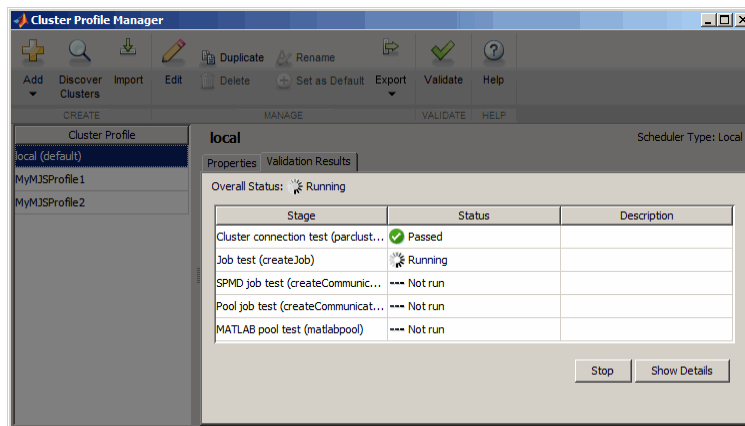 Cluster Profile Manager
Add Discover Clusters Import Edit Duplicate Rename Delete Set as Default Export Validate Help
CREATE MANAGE VALIDATE HELP
Cluster Profile
local (default)
MyMJSProfile1
MyMJSProfile2
local Scheduler Type: Local
Properties Validation Results
Overall Status: Running
Stage Status Description
Cluster connection test (parclust... Passed
Job test (createJob) Running
SPMD job test (createCommunic... --- Not run
Pool job test (createCommunicat... --- Not run
MATLAB pool test (matlabpool) --- Not run
Stop Show Details